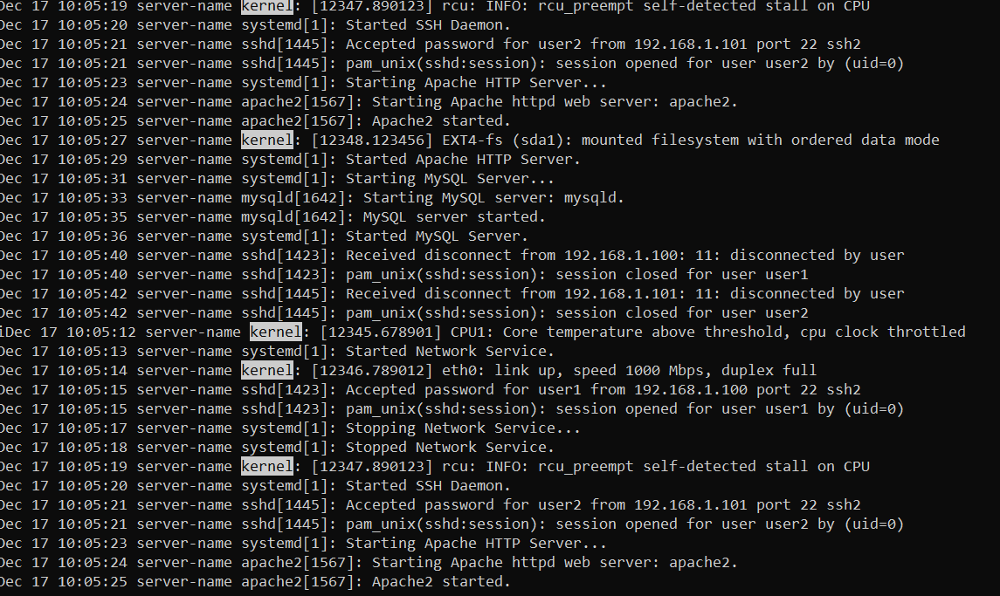 Dec 17 10:05:19 server-name kernel: [12347.890123] rcu: INFO: rcu_preempt self-detected stall on CPU
Dec 17 10:05:20 server-name systemd[1]: Started SSH Daemon.
Dec 17 10:05:21 server-name sshd[1445]: Accepted password for user2 from 192.168.1.101 port 22 ssh2
Dec 17 10:05:21 server-name sshd[1445]: pam_unix(sshd:session): session opened for user user2 by (uid=0)
Dec 17 10:05:23 server-name systemd[1]: Starting Apache HTTP Server...
Dec 17 10:05:24 server-name apache2[1567]: Starting Apache httpd web server: apache2.
Dec 17 10:05:25 server-name apache2[1567]: Apache2 started.
Dec 17 10:05:27 server-name kernel: [12348.123456] EXT4-fs (sda1): mounted filesystem with ordered data mode
Dec 17 10:05:29 server-name systemd[1]: Started Apache HTTP Server.
Dec 17 10:05:31 server-name systemd[1]: Starting MySQL Server...
Dec 17 10:05:33 server-name mysqld[1642]: Starting MySQL server: mysqld.
Dec 17 10:05:35 server-name mysqld[1642]: MySQL server started.
Dec 17 10:05:36 server-name systemd[1]: Started MySQL Server.
Dec 17 10:05:40 server-name sshd[1423]: Received disconnect from 192.168.1.100: 11: disconnected by user
Dec 17 10:05:40 server-name sshd[1423]: pam_unix(sshd:session): session closed for user user1
Dec 17 10:05:42 server-name sshd[1445]: Received disconnect from 192.168.1.101: 11: disconnected by user
Dec 17 10:05:42 server-name sshd[1445]: pam_unix(sshd:session): session closed for user user2
iDec 17 10:05:12 server-name kernel: [12345.678901] CPU1: Core temperature above threshold, cpu clock throttled
Dec 17 10:05:13 server-name systemd[1]: Started Network Service.
Dec 17 10:05:14 server-name kernel: [12346.789012] eth0: link up, speed 1000 Mbps, duplex full
Dec 17 10:05:15 server-name sshd[1423]: Accepted password for user1 from 192.168.1.100 port 22 ssh2
Dec 17 10:05:15 server-name sshd[1423]: pam_unix(sshd:session): session opened for user user1 by (uid=0)
Dec 17 10:05:17 server-name systemd[1]: Stopping Network Service...
Dec 17 10:05:18 server-name systemd[1]: Stopped Network Service.
Dec 17 10:05:19 server-name kernel: [12347.890123] rcu: INFO: rcu_preempt self-detected stall on CPU
Dec 17 10:05:20 server-name systemd[1]: Started SSH Daemon.
Dec 17 10:05:21 server-name sshd[1445]: Accepted password for user2 from 192.168.1.101 port 22 ssh2
Dec 17 10:05:21 server-name sshd[1445]: pam_unix(sshd:session): session opened for user user2 by (uid=0)
Dec 17 10:05:23 server-name systemd[1]: Starting Apache HTTP Server...
Dec 17 10:05:24 server-name apache2[1567]: Starting Apache httpd web server: apache2.
Dec 17 10:05:25 server-name apache2[1567]: Apache2 started.